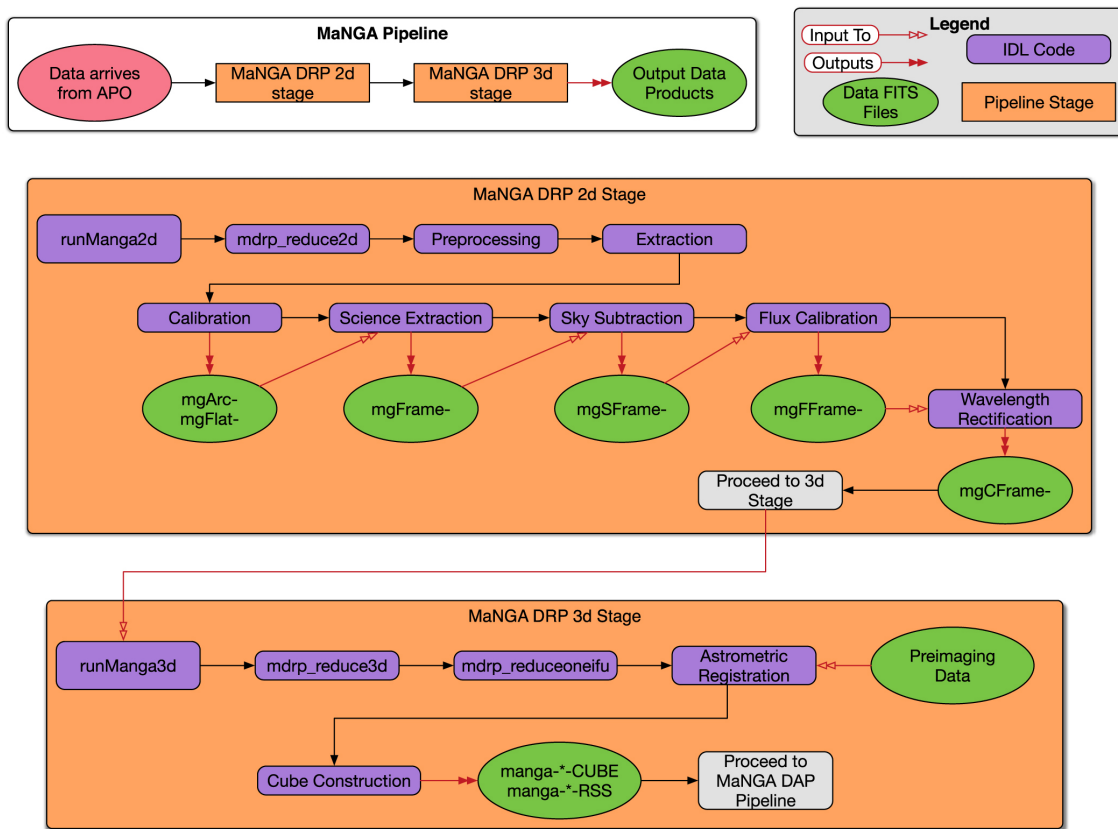 MaNGA Pipeline
Data arrives
from APO
MaNGA DRP 2d
stage
MaNGA DRP 3d
stage
Output Data
Products
Legend
Input To
Outputs
IDL Code
Data FITS
Files
Pipeline Stage
MaNGA DRP 2d Stage
runManga2d
mdrp_reduce2d
Preprocessing
Extraction
Calibration
Science Extraction
Sky Subtraction
Flux Calibration
mgArc-
mgFlat-
mgFrame-
mgSFrame-
mgFFrame-
Wavelength
Rectification
mgCFrame-
Proceed to 3d
Stage
MaNGA DRP 3d Stage
runManga3d
mdrp_reduce3d
mdrp_reduceoneifu
Astrometric
Registration
Preimaging
Data
Cube Construction
manga-*-CUBE
manga-*-RSS
Proceed to
MaNGA DAP
Pipeline